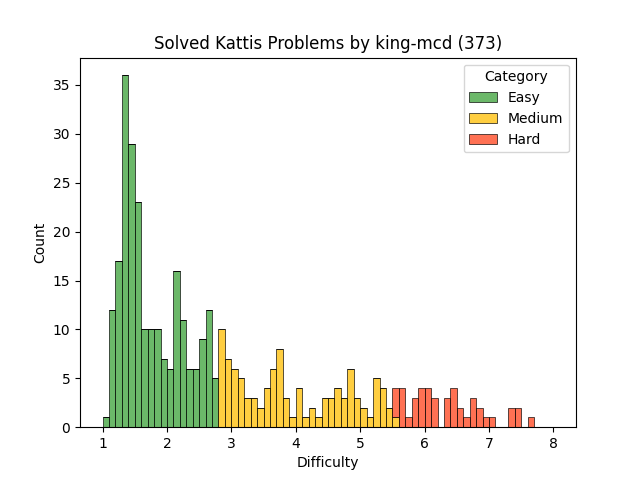 Solved Kattis Problems by king-mcd (373)
Category
Easy
Medium
Hard
35
30
25
20
15
10
5
0
Count
1 2 3 4 5 6 7 8
Difficulty